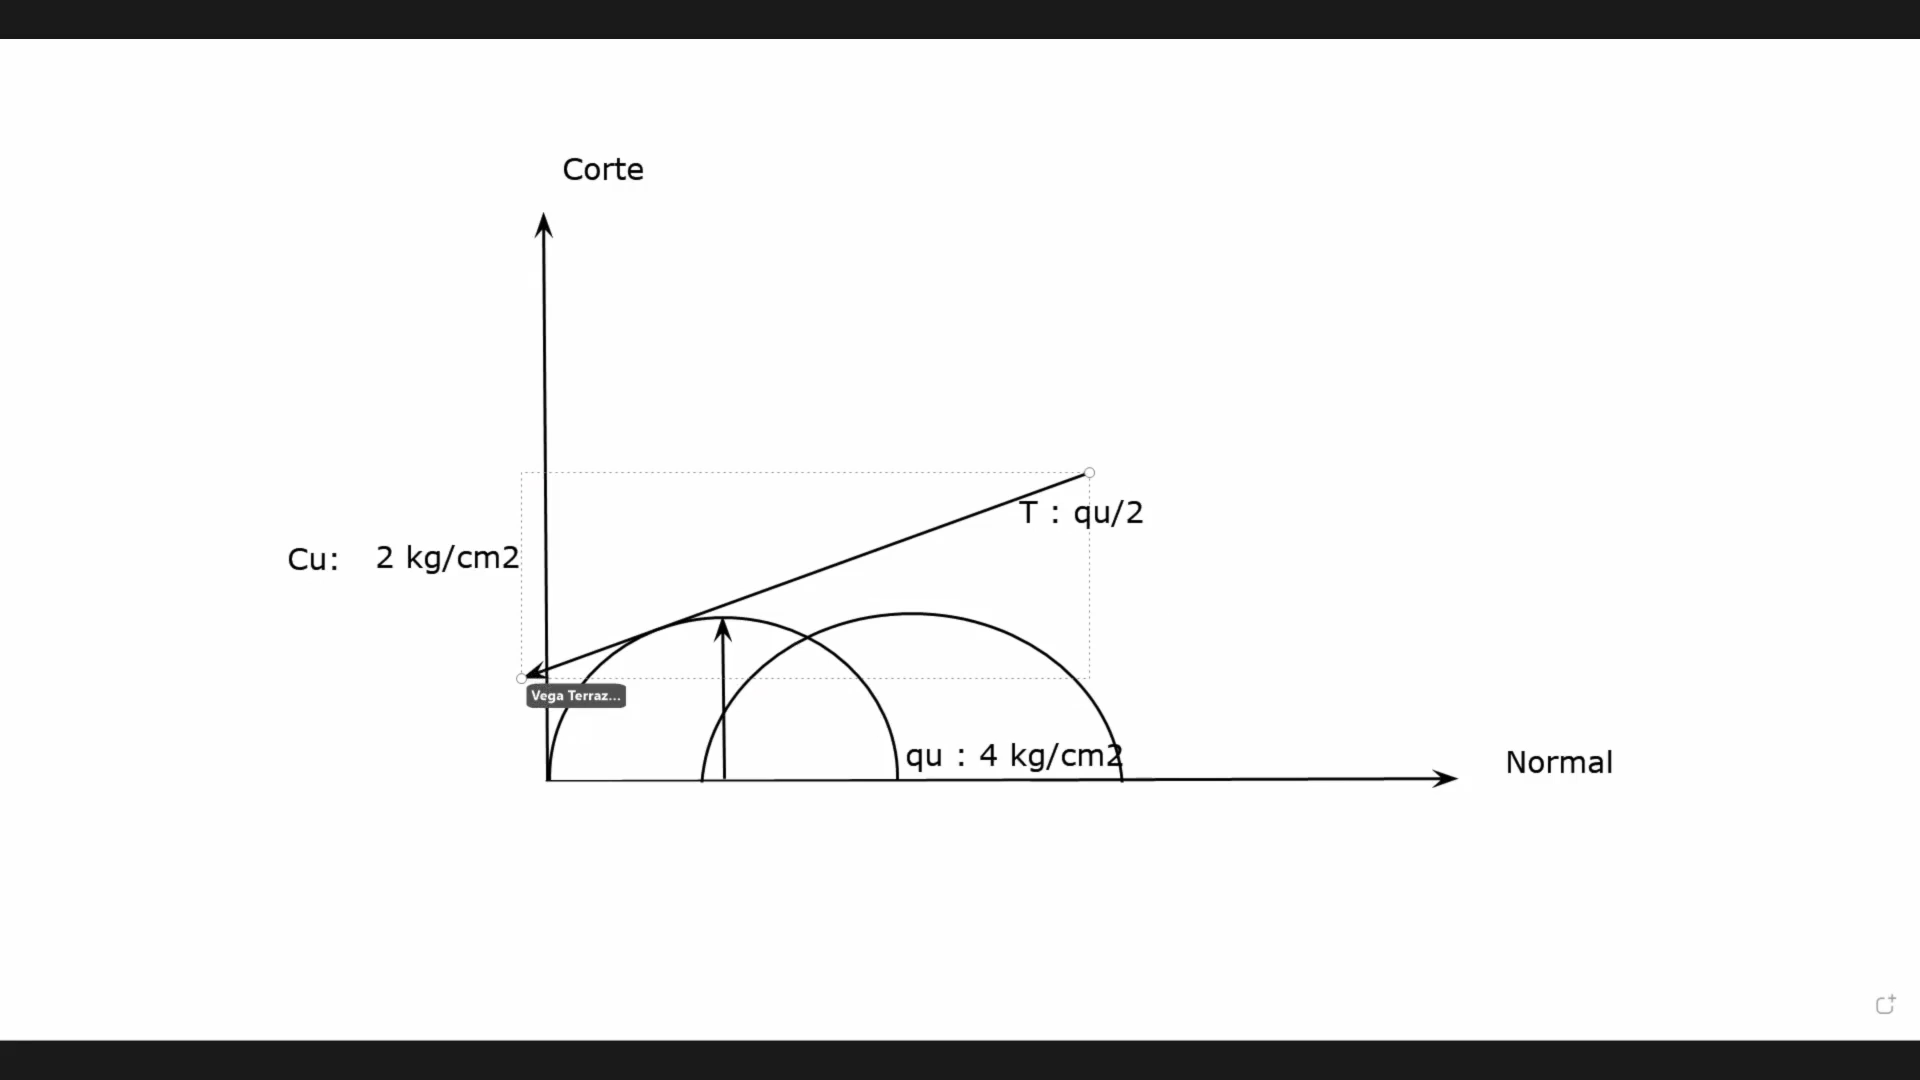 Corte
T : qu/2
Cu: 2 kg/cm2
Vega Terraz...
qu : 4 kg/cm2
Normal